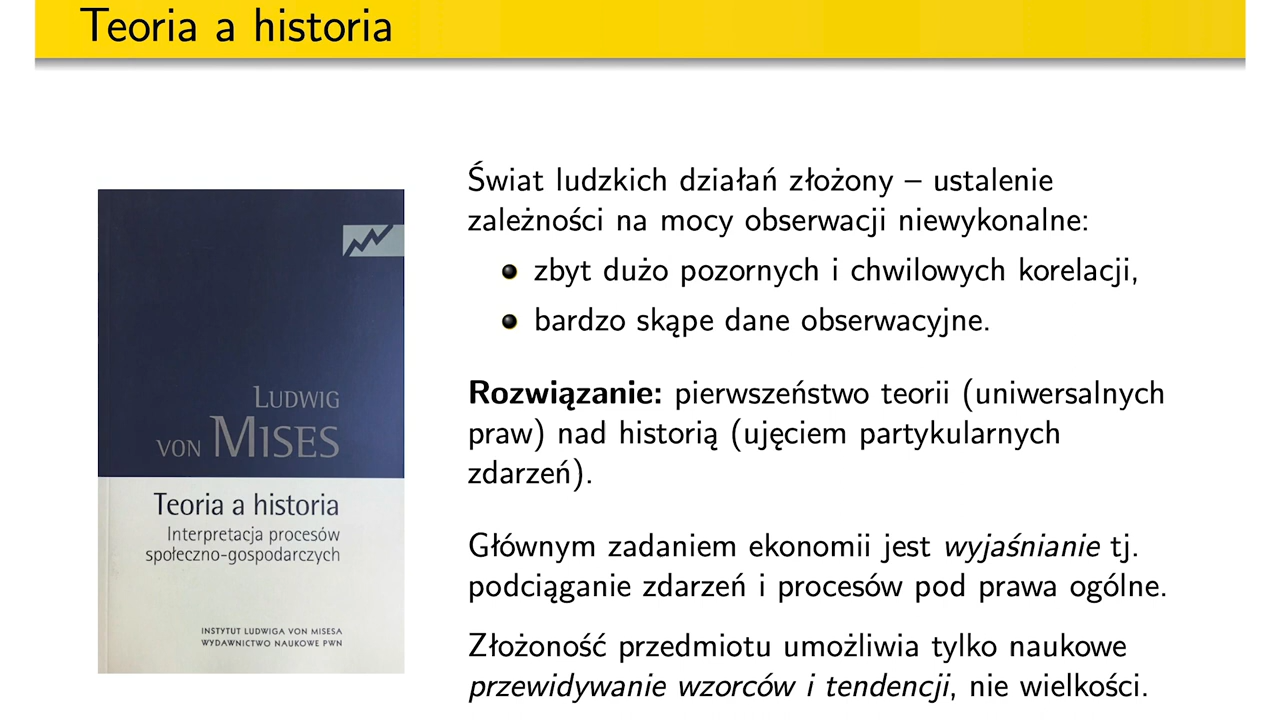 Teoria a historia
Świat ludzkich działań złożony – ustalenie
zależności na mocy obserwacji niewykonalne:
zbyt dużo pozornych i chwilowych korelacji,
bardzo skąpe dane obserwacyjne.
Rozwiązanie: pierwszeństwo teorii (uniwersalnych
praw) nad historią (ujęciem partykularnych
zdarzeń).
Głównym zadaniem ekonomii jest wyjaśnianie tj.
podciąganie zdarzeń i procesów pod prawa ogólne.
Złożoność przedmiotu umożliwia tylko naukowe
przewidywanie wzorców i tendencji, nie wielkości.
LUDWIG
VON MISES
Teoria a historia
Interpretacja procesów
społeczno-gospodarczych
INSTYTUT LUDWIGA VON MISESA
WYDAWNICTWO NAUKOWE PWN